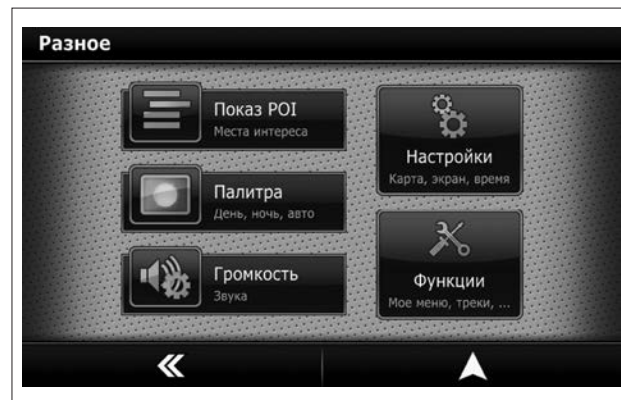 Разное
Показ POI
Места интереса
Палитра
День, ночь, авто
Громкость
Звука
Настройки
Карта, экран, время
Функции
Мое меню, треки, ...